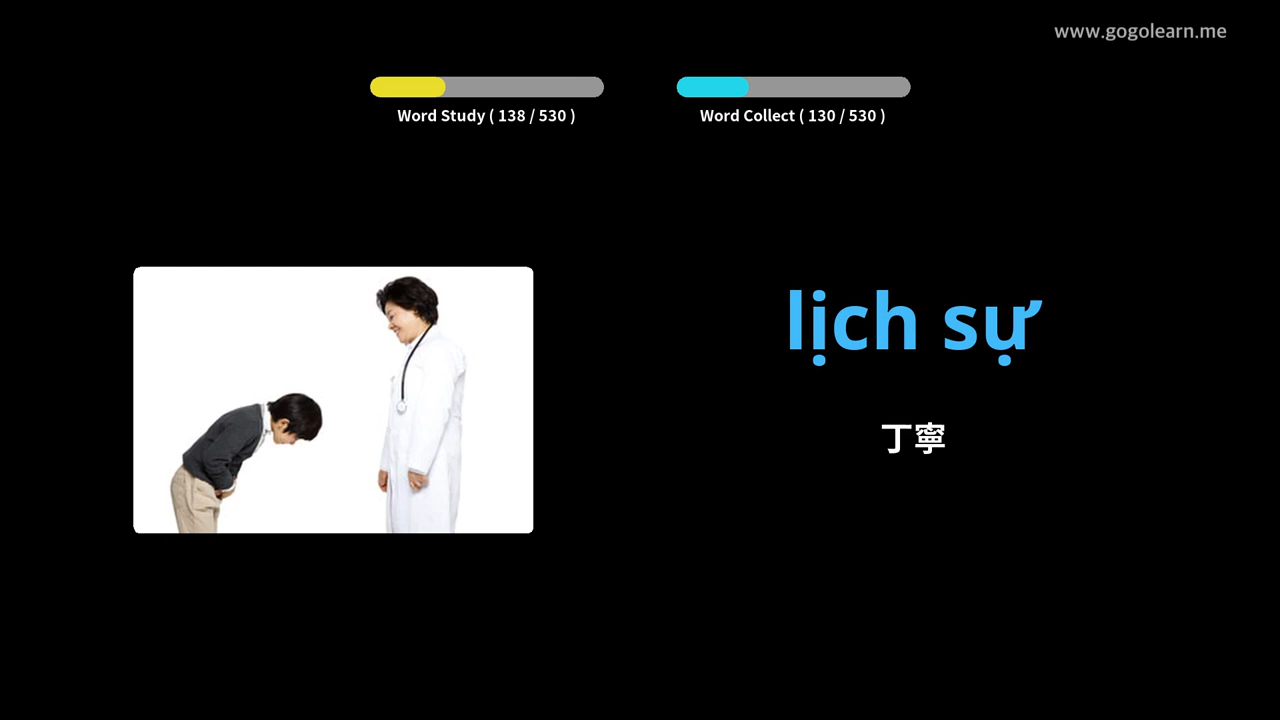 www.gogolearn.me
Word Study ( 138 / 530 )
Word Collect ( 130 / 530 )
lịch sự
丁寧